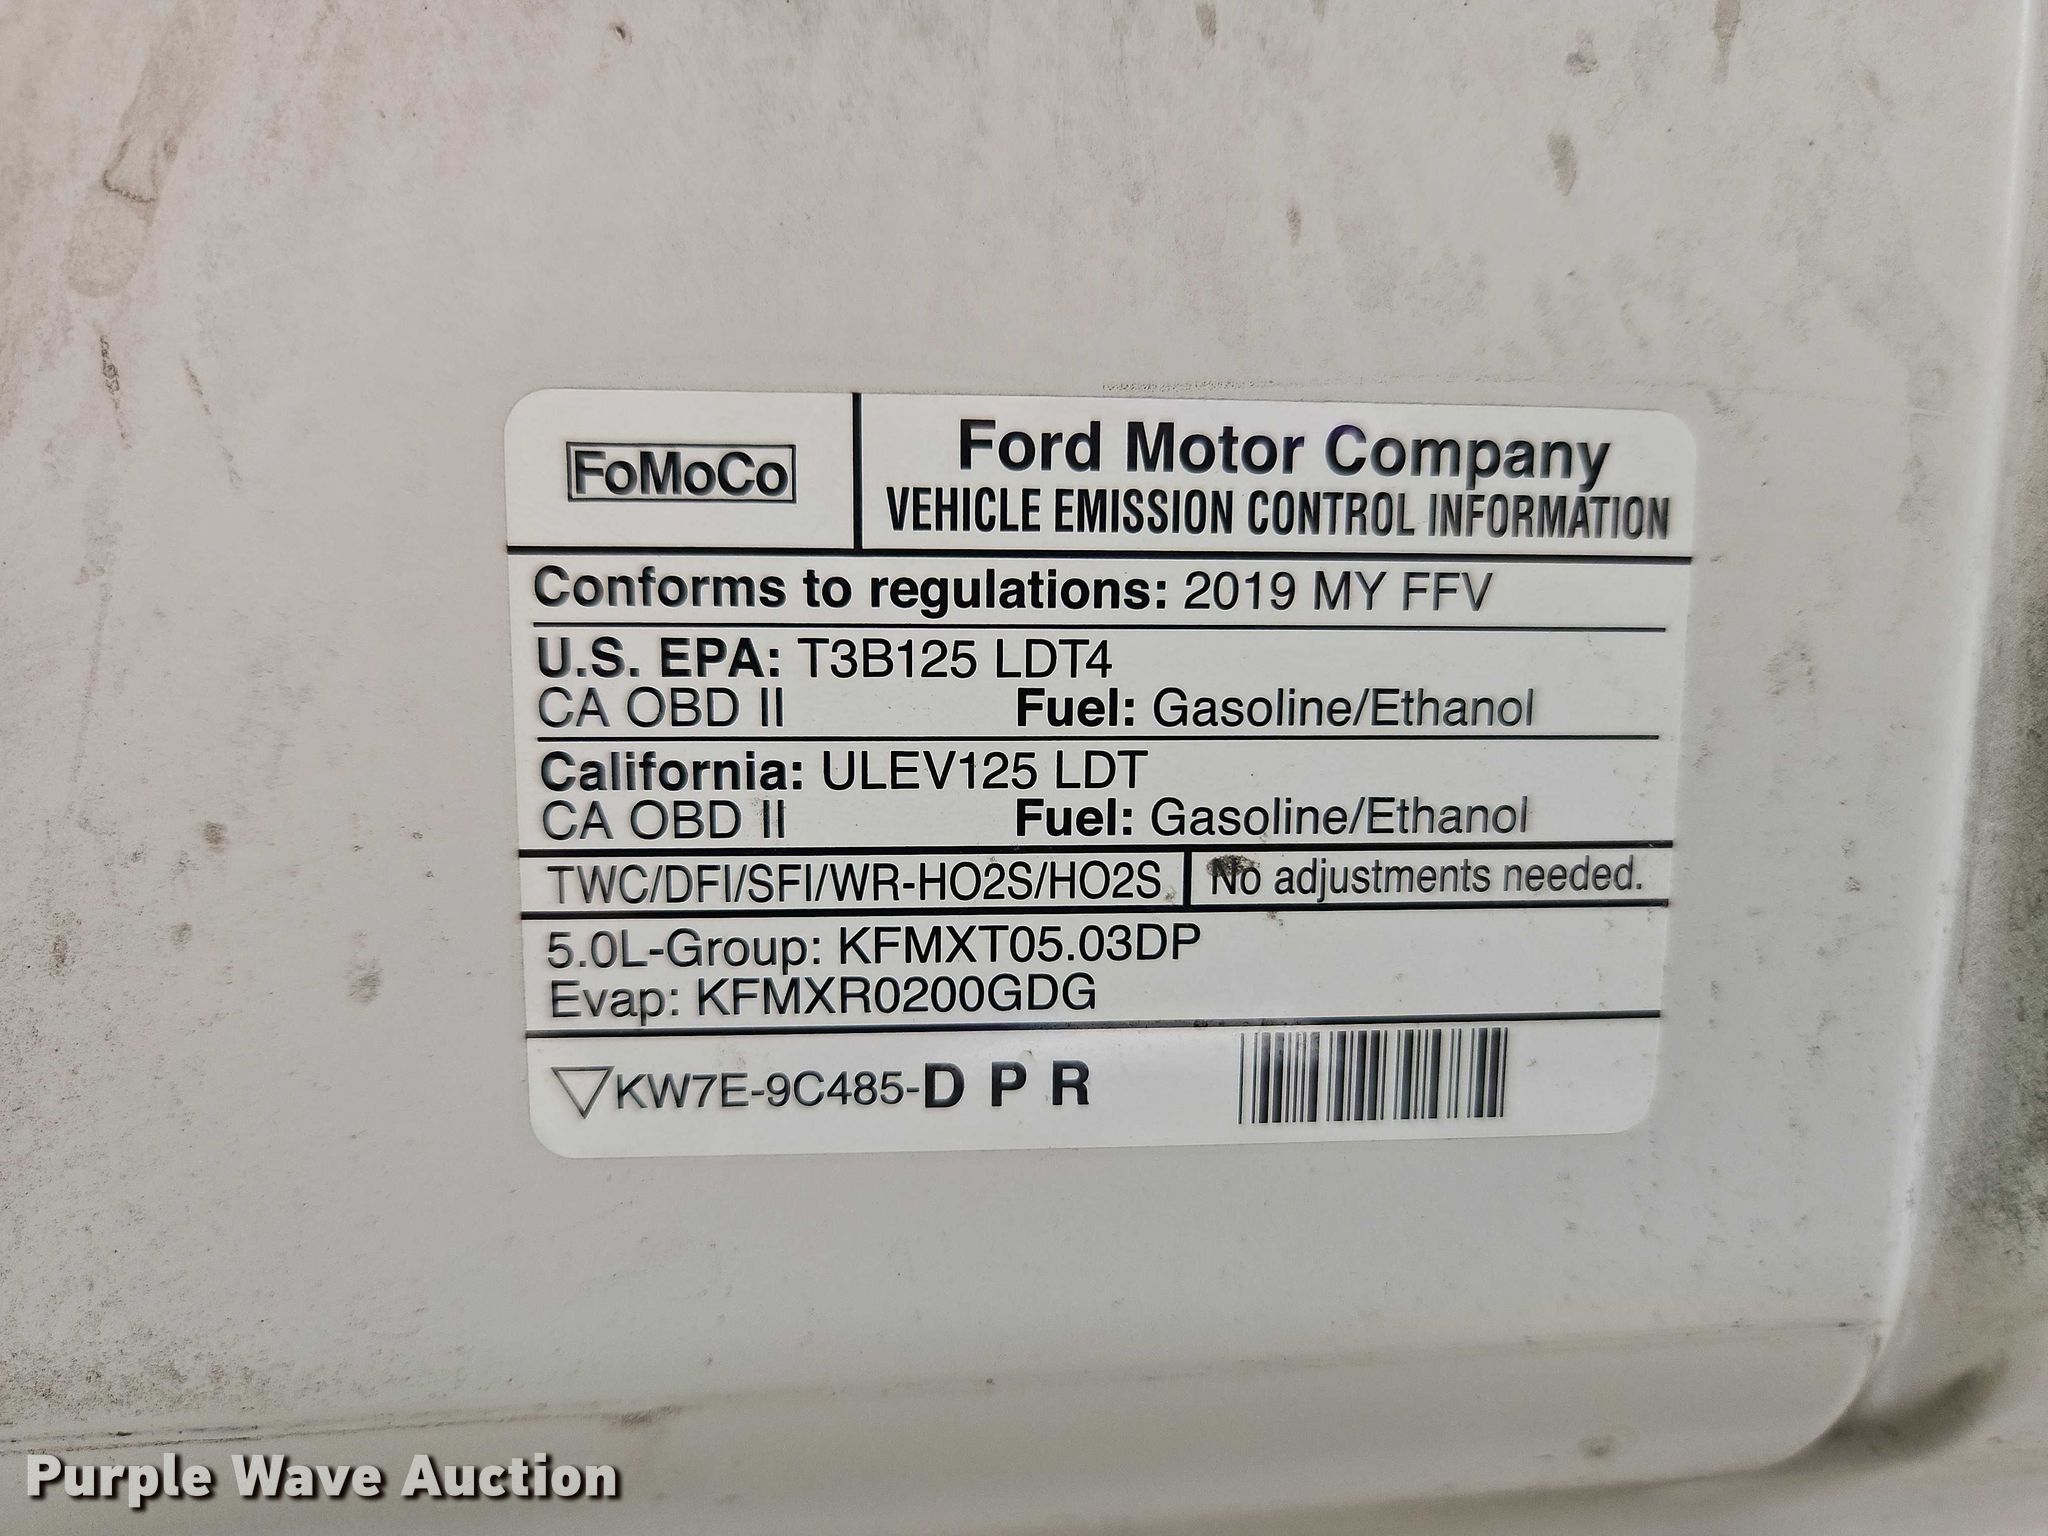 FoMoCo
Ford Motor Company
VEHICLE EMISSION CONTROL INFORMATION
Conforms to regulations: 2019 MY FFV
U.S. EPA: T3B125 LDT4
CA OBD II Fuel: Gasoline/Ethanol
California: ULEV125 LDT
CA OBD II Fuel: Gasoline/Ethanol
TWC/DFI/SFI/WR-HO2S/HO2S No adjustments needed.
5.0L-Group: KFMXT05.03DP
Evap: KFMXR0200GDG
KW7E-9C485-D P R
Purple Wave Auction